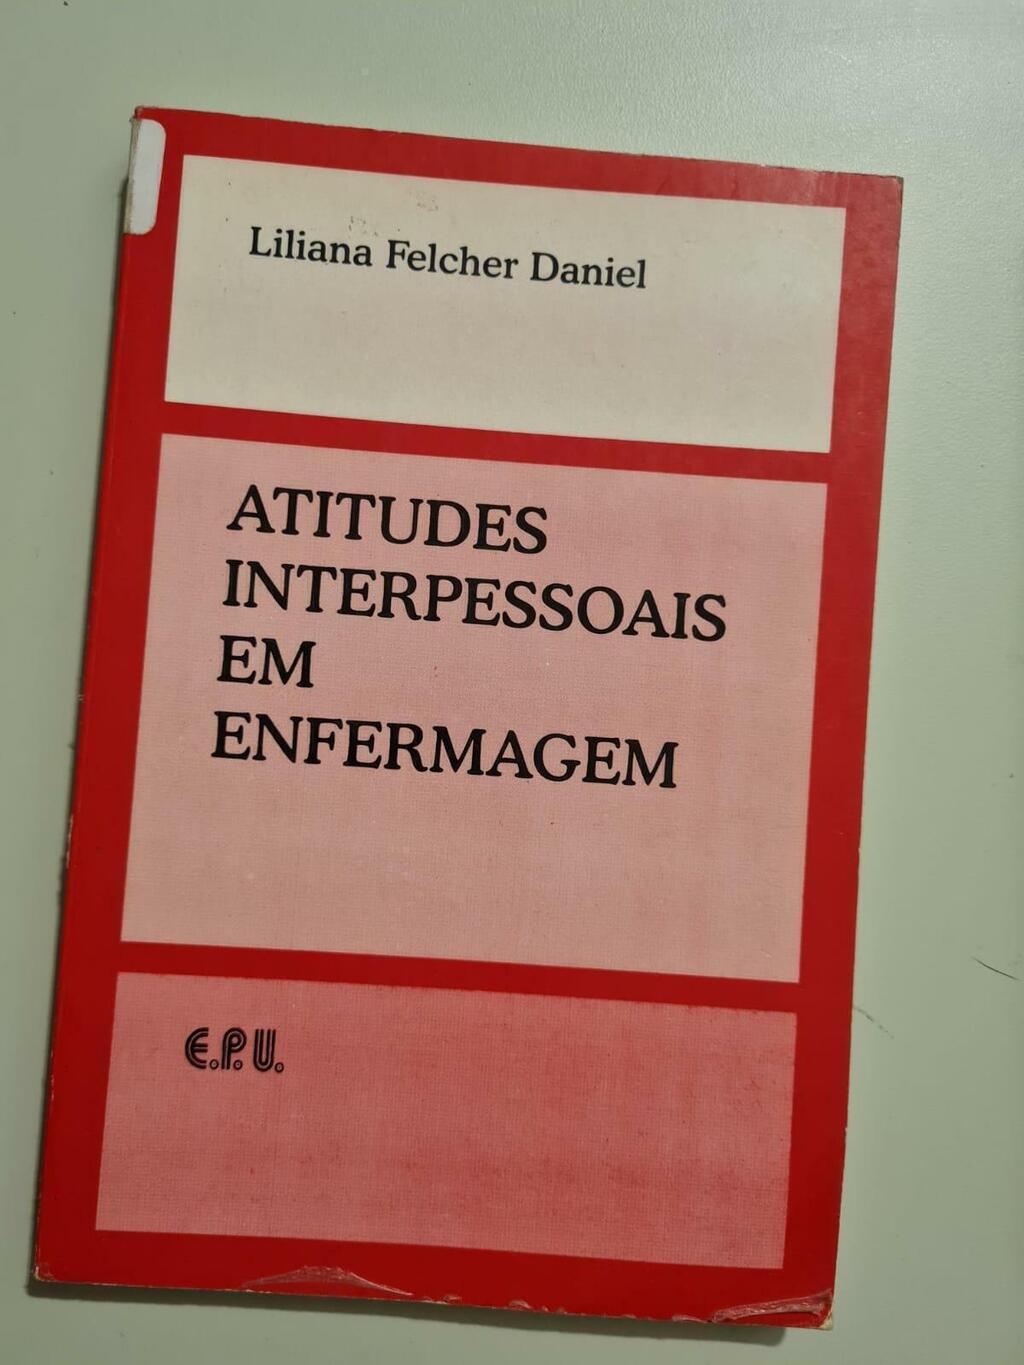 Liliana Felcher Daniel
ATITUDES
INTERPESSOAIS
EM
ENFERMAGEM
E.P.U.